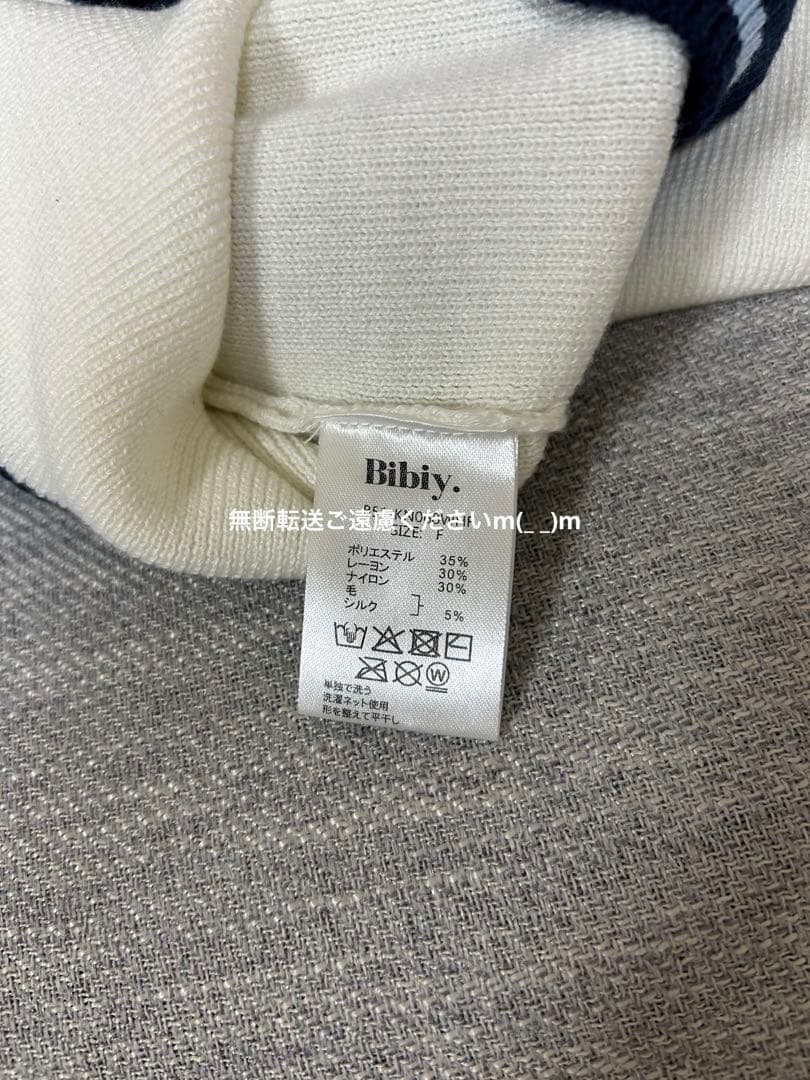 Bibiy.
無断転送ご遠慮くださいm(_ _)m
SIZE: F
ポリエステル 35%
レーヨン 30%
ナイロン 30%
毛
シルク 5%
W
単独で洗う
洗濯ネット使用
形を整えて平干し